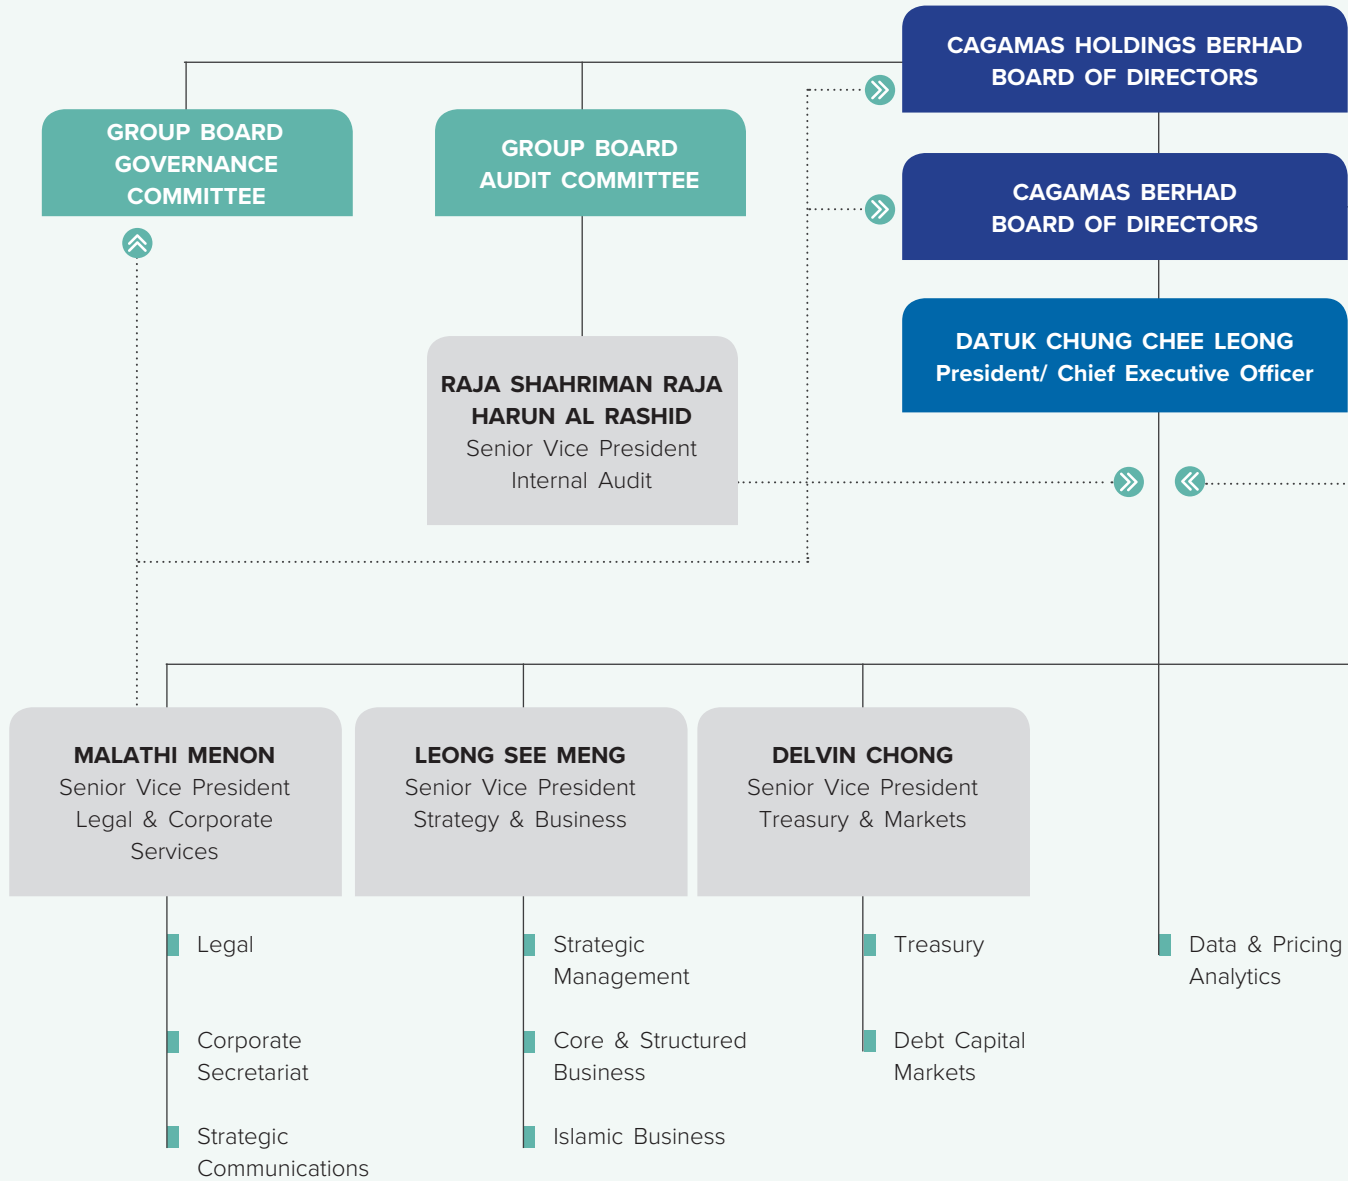 CAGAMAS HOLDINGS BERHAD
BOARD OF DIRECTORS
GROUP BOARD
GOVERNANCE
COMMITTEE
GROUP BOARD
AUDIT COMMITTEE
CAGAMAS BERHAD
BOARD OF DIRECTORS
DATUK CHUNG CHEE LEONG
President/ Chief Executive Officer
RAJA SHAHRIMAN RAJA
HARUN AL RASHID
Senior Vice President
Internal Audit
MALATHI MENON
Senior Vice President
Legal & Corporate
Services
LEONG SEE MENG
Senior Vice President
Strategy & Business
DELVIN CHONG
Senior Vice President
Treasury & Markets
Legal
Corporate
Secretariat
Strategic
Communications
Strategic
Management
Core & Structured
Business
Islamic Business
Treasury
Debt Capital
Markets
Data & Pricing
Analytics